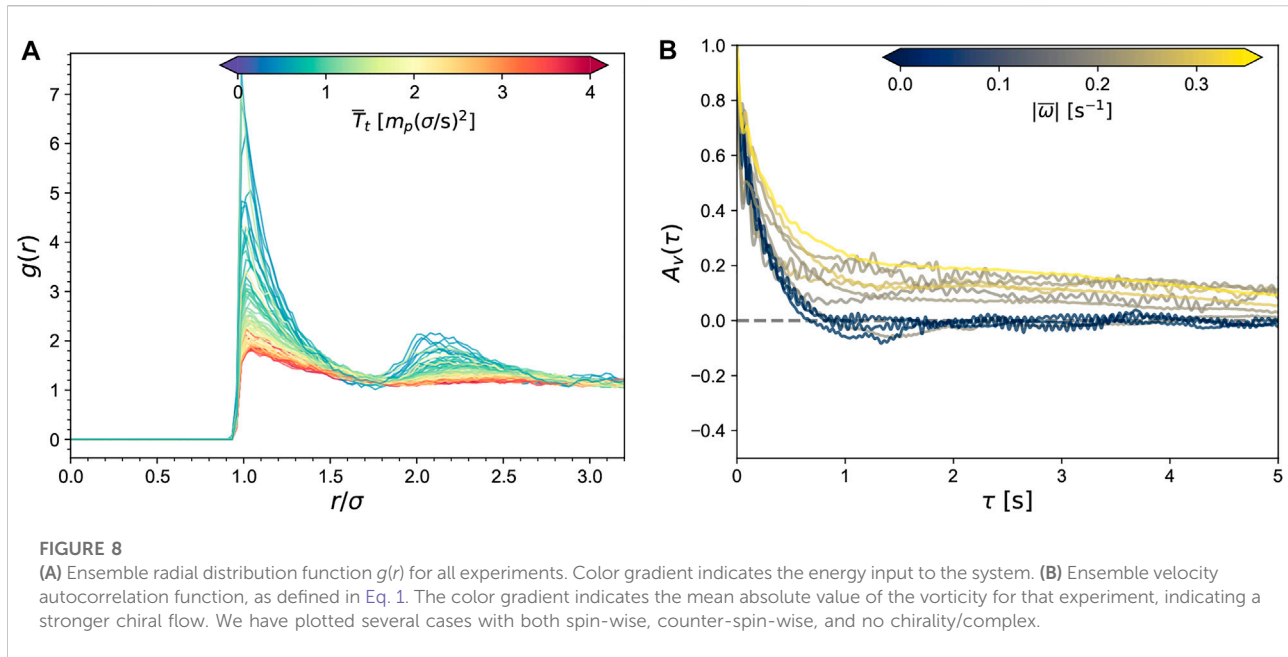 A
7
6
5
4
3
2
1
0
g(r)
0 1 2 3 4
T̅ₜ [mₚ(σ/s)²]
0.0 0.5 1.0 1.5 2.0 2.5 3.0
r/σ
B
1.0
0.8
0.6
0.4
0.2
0.0
−0.2
−0.4
Aᵥ(τ)
0.0 0.1 0.2 0.3
|ω̅| [s⁻¹]
0 1 2 3 4 5
τ [s]
FIGURE 8
(A) Ensemble radial distribution function g(r) for all experiments. Color gradient indicates the energy input to the system. (B) Ensemble velocity
autocorrelation function, as defined in Eq. 1. The color gradient indicates the mean absolute value of the vorticity for that experiment, indicating a
stronger chiral flow. We have plotted several cases with both spin-wise, counter-spin-wise, and no chirality/complex.